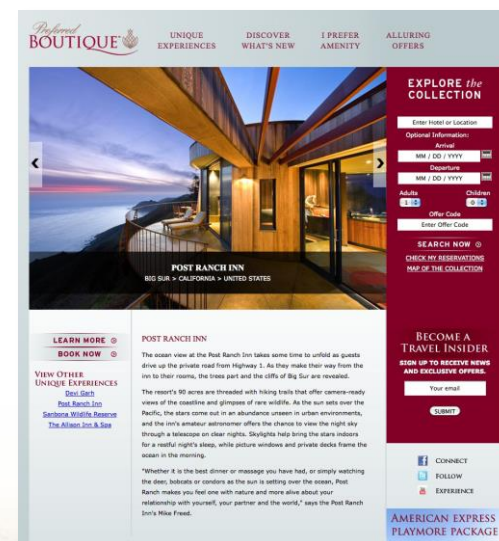 Preferred
BOUTIQUE
UNIQUE
EXPERIENCES
DISCOVER
WHAT'S NEW
I PREFER
AMENITY
ALLURING
OFFERS
POST RANCH INN
BIG SUR > CALIFORNIA > UNITED STATES
EXPLORE the
COLLECTION
Enter Hotel or Location
Optional Information:
Arrival
MM / DD / YYYY
Departure
MM / DD / YYYY
Adults
Children
1
0
Offer Code
Enter Offer Code
SEARCH NOW
CHECK MY RESERVATIONS
MAP OF THE COLLECTION
LEARN MORE
BOOK NOW
VIEW OTHER
UNIQUE EXPERIENCES
Devi Garh
Post Ranch Inn
Sanbona Wildlife Reserve
The Allison Inn & Spa
POST RANCH INN
The ocean view at the Post Ranch Inn takes some time to unfold as guests
drive up the private road from Highway 1. As they make their way from the
inn to their rooms, the trees part and the cliffs of Big Sur are revealed.
The resort's 90 acres are threaded with hiking trails that offer camera-ready
views of the coastline and glimpses of rare wildlife. As the sun sets over the
Pacific, the stars come out in an abundance unseen in urban environments,
and the inn's amateur astronomer offers the chance to view the night sky
through a telescope on clear nights. Skylights help bring the stars indoors
for a restful night's sleep, while picture windows and private decks frame the
ocean in the morning.
"Whether it is the best dinner or massage you have had, or simply watching
the deer, bobcats or condors as the sun is setting over the ocean, Post
Ranch makes you feel one with nature and more alive about your
relationship with yourself, your partner and the world," says the Post Ranch
Inn's Mike Freed.
BECOME A
TRAVEL INSIDER
SIGN UP TO RECEIVE NEWS
AND EXCLUSIVE OFFERS.
Your email
SUBMIT
CONNECT
FOLLOW
EXPERIENCE
AMERICAN EXPRESS
PLAYMORE PACKAGE